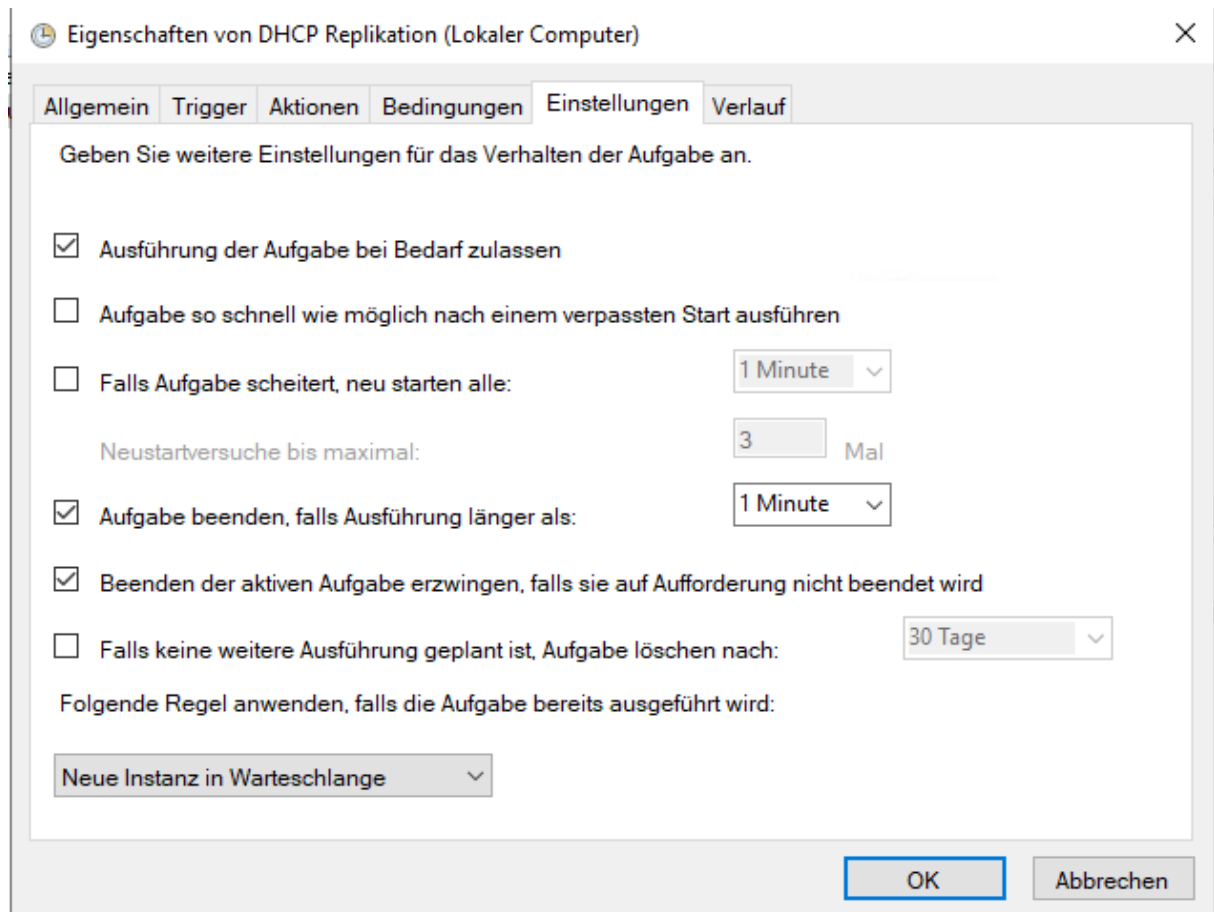 Eigenschaften von DHCP Replikation (Lokaler Computer)
Allgemein Trigger Aktionen Bedingungen Einstellungen Verlauf
Geben Sie weitere Einstellungen für das Verhalten der Aufgabe an.
Ausführung der Aufgabe bei Bedarf zulassen
Aufgabe so schnell wie möglich nach einem verpassten Start ausführen
Falls Aufgabe scheitert, neu starten alle: 1 Minute
Neustartversuche bis maximal: 3 Mal
Aufgabe beenden, falls Ausführung länger als: 1 Minute
Beenden der aktiven Aufgabe erzwingen, falls sie auf Aufforderung nicht beendet wird
Falls keine weitere Ausführung geplant ist, Aufgabe löschen nach: 30 Tage
Folgende Regel anwenden, falls die Aufgabe bereits ausgeführt wird:
Neue Instanz in Warteschlange
OK Abbrechen